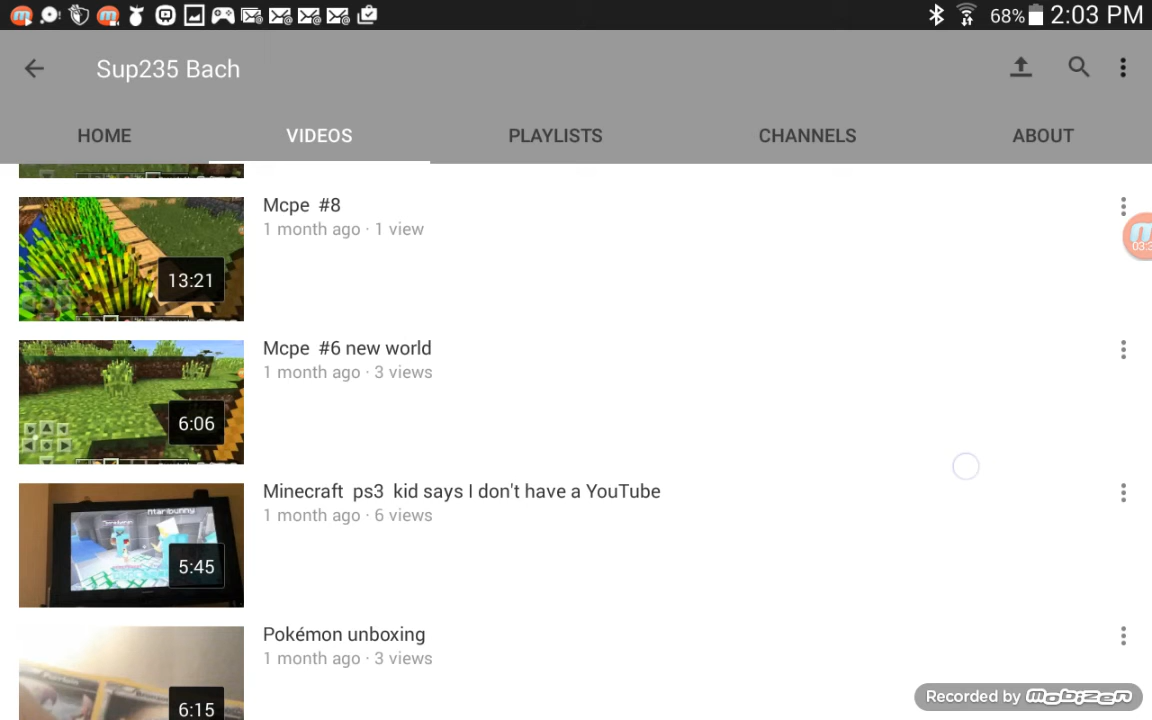 68% 2:03 PM
Sup235 Bach
HOME VIDEOS PLAYLISTS CHANNELS ABOUT
Mcpe #8
1 month ago · 1 view
13:21
Mcpe #6 new world
1 month ago · 3 views
6:06
Minecraft ps3 kid says I don't have a YouTube
1 month ago · 6 views
Ataribunny
5:45
Pokémon unboxing
1 month ago · 3 views
6:15
Recorded by mobizen